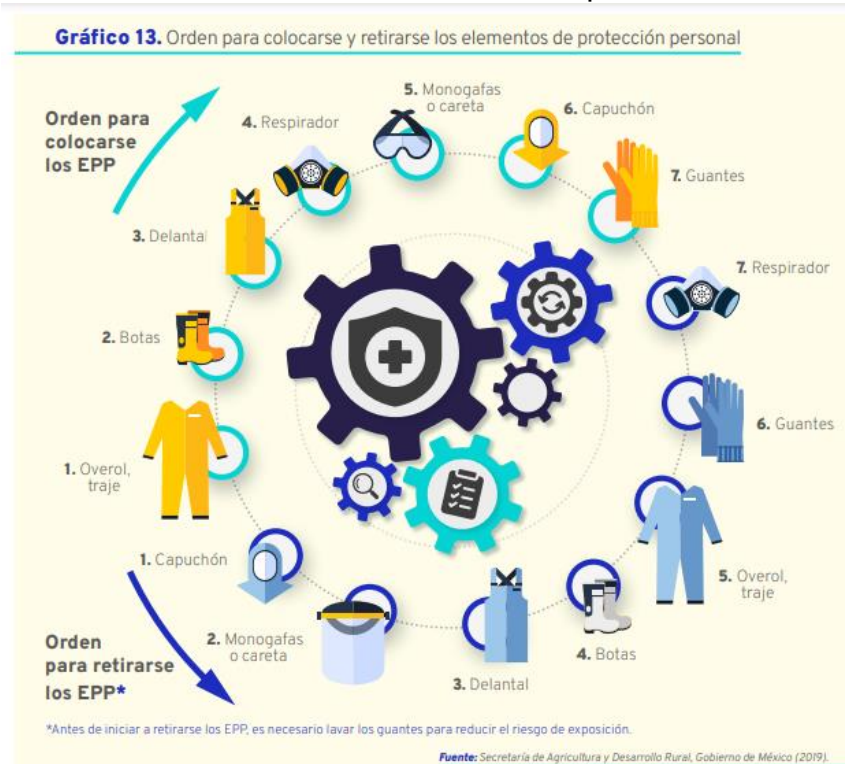 Gráfico 13. Orden para colocarse y retirarse los elementos de protección personal
Orden para
colocarse
los EPP
1. Overol,
traje
2. Botas
3. Delantal
4. Respirador
5. Monogafas
o careta
6. Capuchón
7. Guantes
Orden
para retirarse
los EPP*
1. Capuchón
2. Monogafas
o careta
3. Delantal
4. Botas
5. Overol,
traje
6. Guantes
7. Respirador
*Antes de iniciar a retirarse los EPP, es necesario lavar los guantes para reducir el riesgo de exposición.
Fuente: Secretaría de Agricultura y Desarrollo Rural, Gobierno de México (2019).